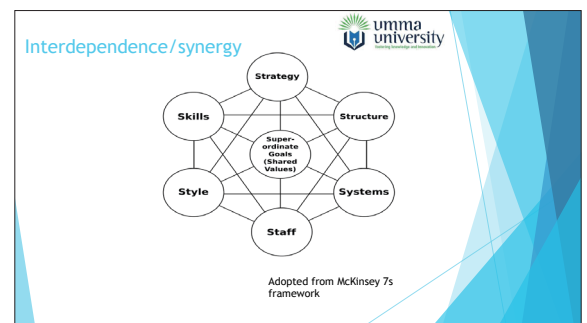 Interdependence/synergy
umma
university
Strategy
Skills
Structure
Super-
ordinate
Goals
(Shared
Values)
Style
Systems
Staff
Adopted from McKinsey 7s
framework